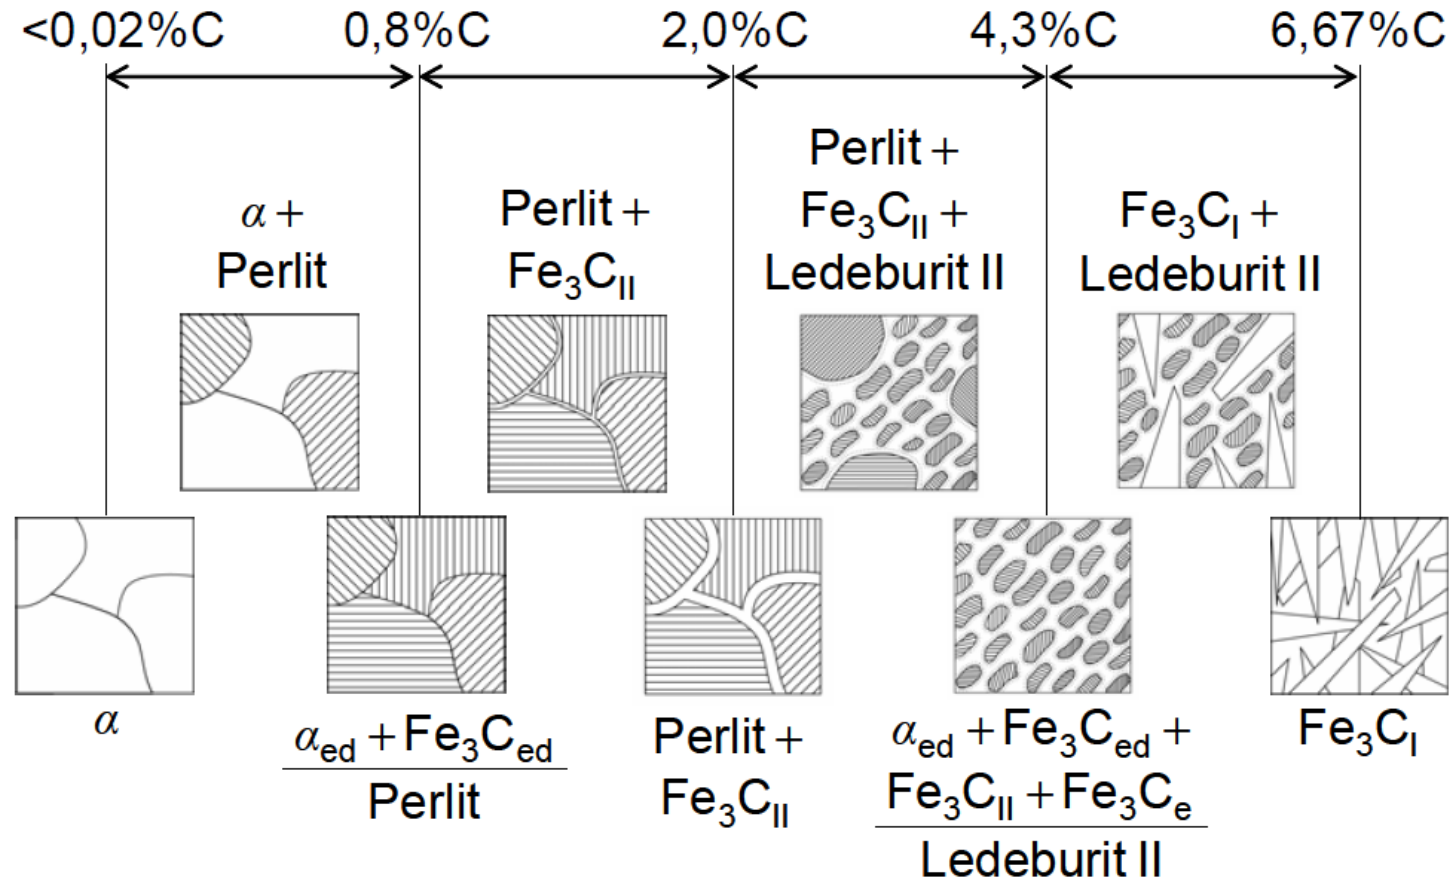 <0,02%C 0,8%C 2,0%C 4,3%C 6,67%C
α +
Perlit
Perlit +
Fe₃C_II
Perlit +
Fe₃C_II +
Ledeburit II
Fe₃C_I +
Ledeburit II
α
α_ed + Fe₃C_ed
Perlit
Perlit +
Fe₃C_II
α_ed + Fe₃C_ed +
Fe₃C_II + Fe₃C_e
Ledeburit II
Fe₃C_I